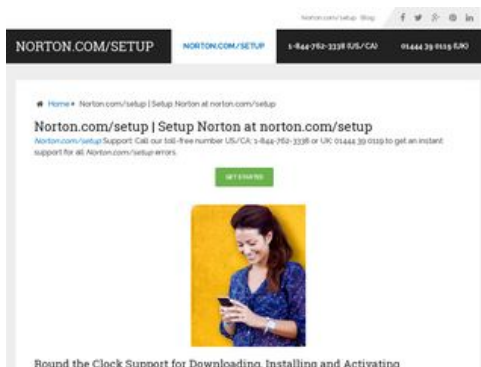 Norton.com/setup Blog
NORTON.COM/SETUP NORTON.COM/SETUP 1-844-762-3338 (US/CA) 01444 39 0119 (UK)
Home Norton.com/setup | Setup Norton at norton.com/setup
Norton.com/setup | Setup Norton at norton.com/setup
Norton.com/setup Support: Call our toll-free number US/CA: 1-844-762-3338 or UK: 01444 39 0119 to get an instant
support for all Norton.com/setup errors.
GET STARTED
Round the Clock Support for Downloading, Installing and Activating